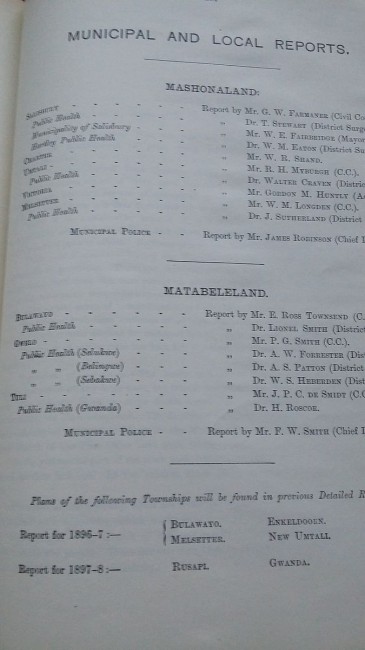 MUNICIPAL AND LOCAL REPORTS.
MASHONALAND:
SALISBURY - - - - - Report by Mr. G. W. FARMANER (Civil Co
Public Health - - - - „ Dr. T. STEWART (District Surg
Municipality of Salisbury - - - „ Mr. W. E. FAIRBRIDGE (Mayor
Hartley Public Health - - - „ Dr. W. M. EATON (District Su
CHARTER - - - - - „ Mr. W. R. SHAND.
UMTALI - - - - - „ Mr. R. H. MYBURGH (C.C.).
Public Health - - - - „ Dr. WALTER CRAVEN (Distric
VICTORIA - - - - - „ Mr. GORDON M. HUNTLY (A
MELSETTER - - - - - „ Mr. W. M. LONGDEN (C.C.).
Public Health - - - - „ Dr. J. SUTHERLAND (District
MUNICIPAL POLICE - - Report by Mr. JAMES ROBINSON (Chief I
MATABELELAND.
BULAWAYO - - - - - Report by Mr. E. ROSS TOWNSEND (C.
Public Health - - - - „ Dr. LIONEL SMITH (District
GWELO - - - - - „ Mr. P. G. SMITH (C.C.).
Public Health (Selukwe) - - - „ Dr. A. W. FORRESTER (Dis
„ „ (Belingwe) - - - „ Dr. A. S. PATTON (District
„ „ (Sebakwe) - - - „ Dr. W. S. HEBERDEN (Dist
TULI - - - - - „ Mr. J. P. C. DE SMIDT (C.C
Public Health (Gwanda) - - - „ Dr. H. ROSCOE.
MUNICIPAL POLICE - - Report by Mr. P. W. SMITH (Chief I
Plans of the following Townships will be found in previous Detailed R
Report for 1896-7 :— { BULAWAYO. ENKELDOORN.
MELSETTER. NEW UMTALI.
Report for 1897-8 :— RUSAPI. GWANDA.